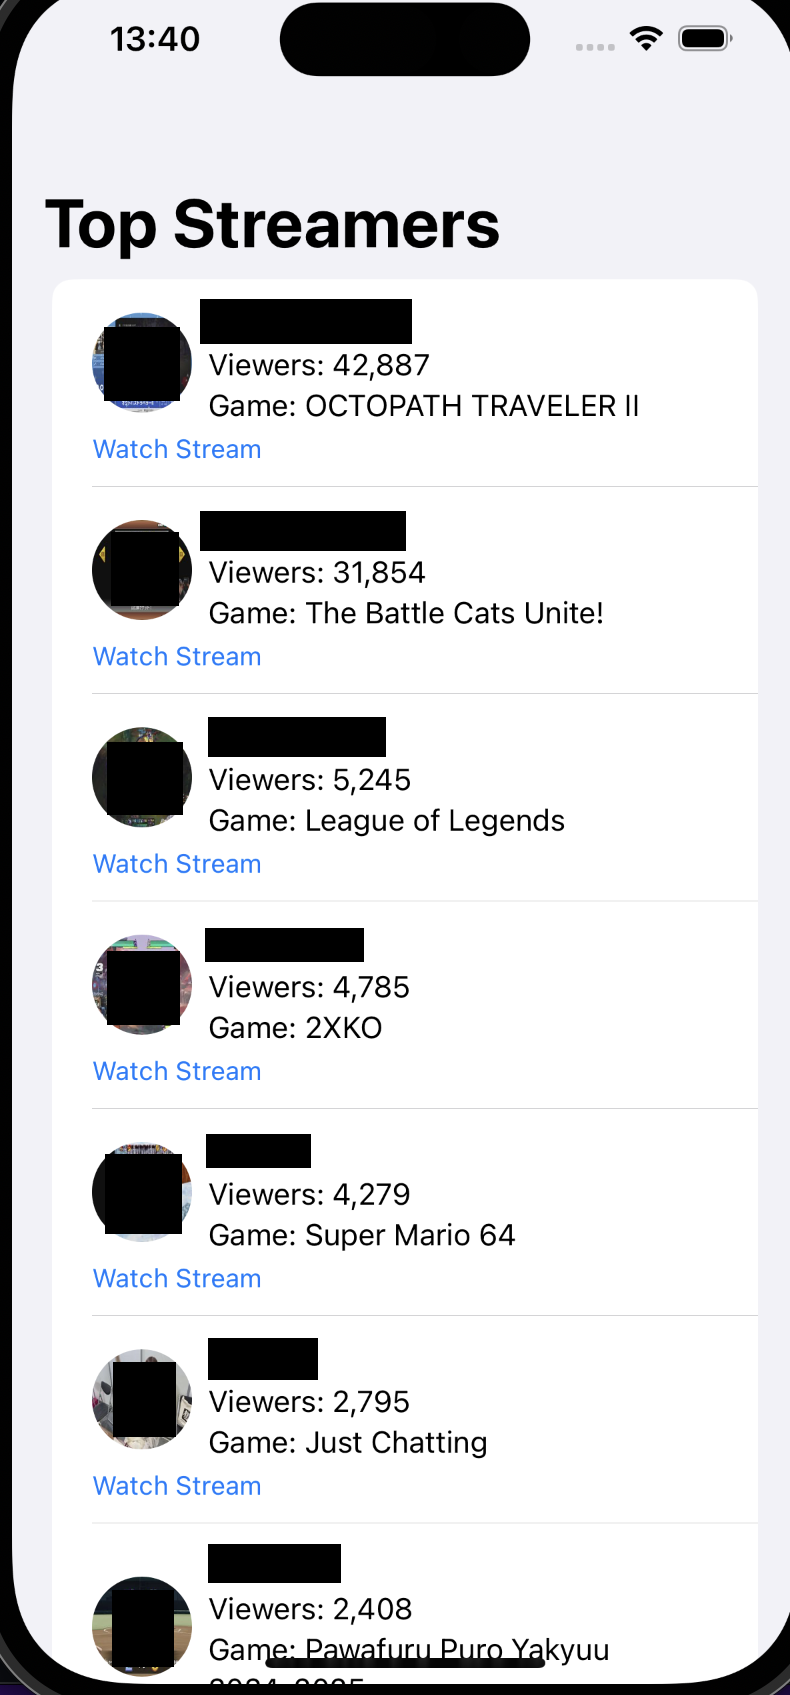 13:40
Top Streamers
Viewers: 42,887
Game: OCTOPATH TRAVELER II
Watch Stream
Viewers: 31,854
Game: The Battle Cats Unite!
Watch Stream
Viewers: 5,245
Game: League of Legends
Watch Stream
Viewers: 4,785
Game: 2XKO
Watch Stream
Viewers: 4,279
Game: Super Mario 64
Watch Stream
Viewers: 2,795
Game: Just Chatting
Watch Stream
Viewers: 2,408
Game: Pawafuru Puro Yakyuu
2024-2025